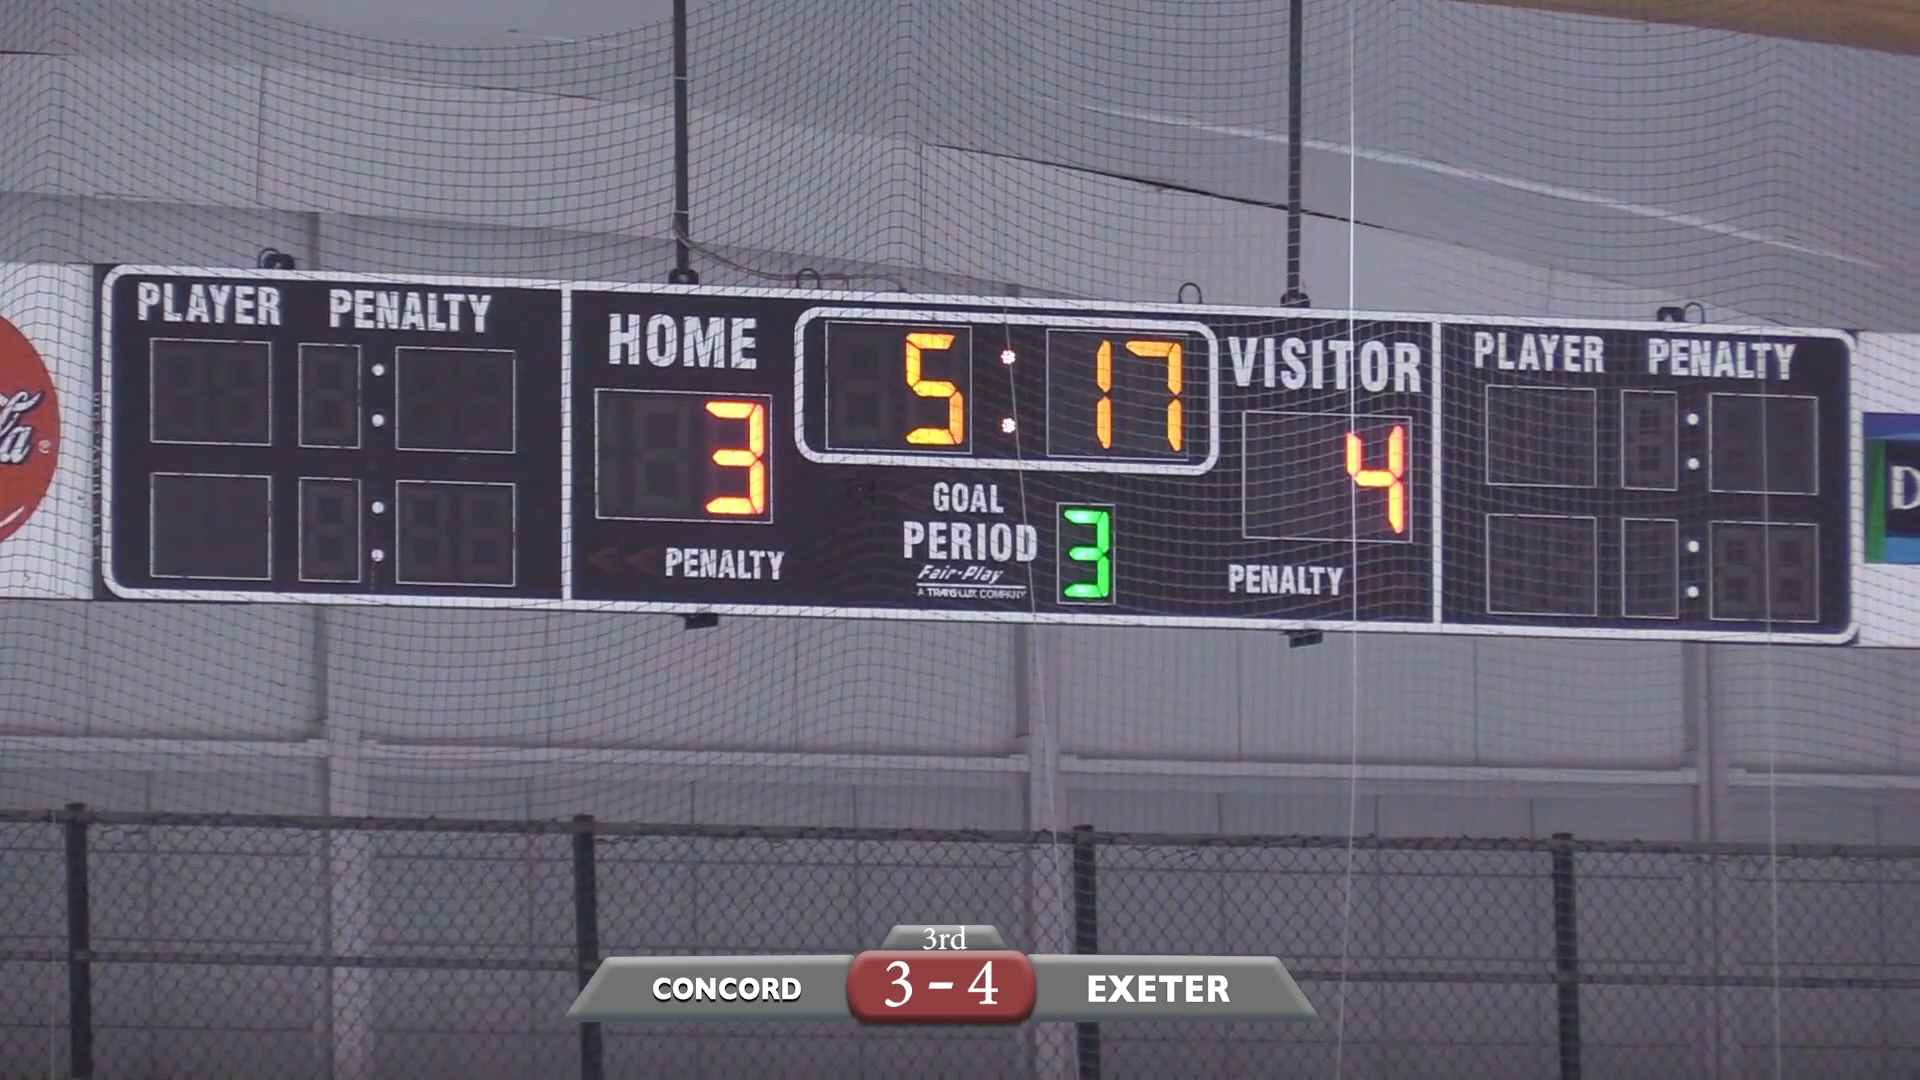 PLAYER PENALTY
HOME
5:17
VISITOR
PLAYER PENALTY
3
4
GOAL
PERIOD 3
PENALTY
Fair-Play
A TRANS-LUX COMPANY
PENALTY
la
D
3rd
CONCORD 3 - 4 EXETER